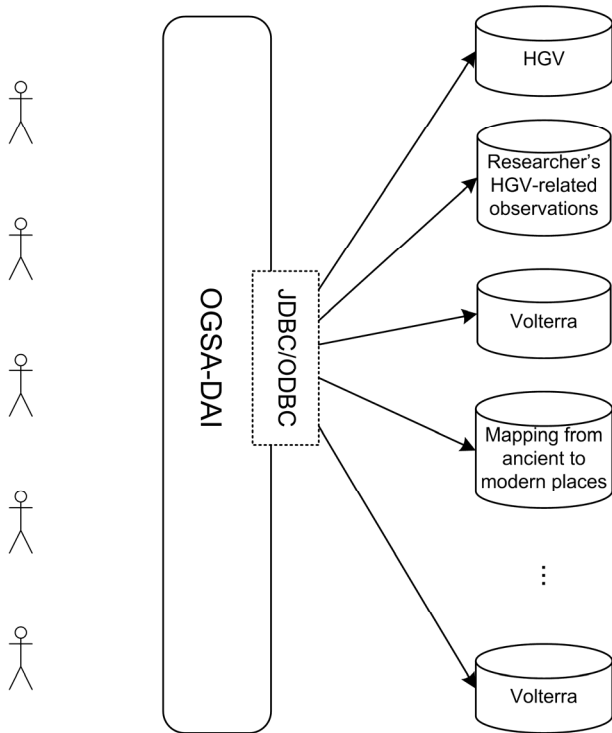 HGV
Researcher's
HGV-related
observations
Volterra
Mapping from
ancient to
modern places
...
Volterra
OGSA-DAI
JDBC/ODBC